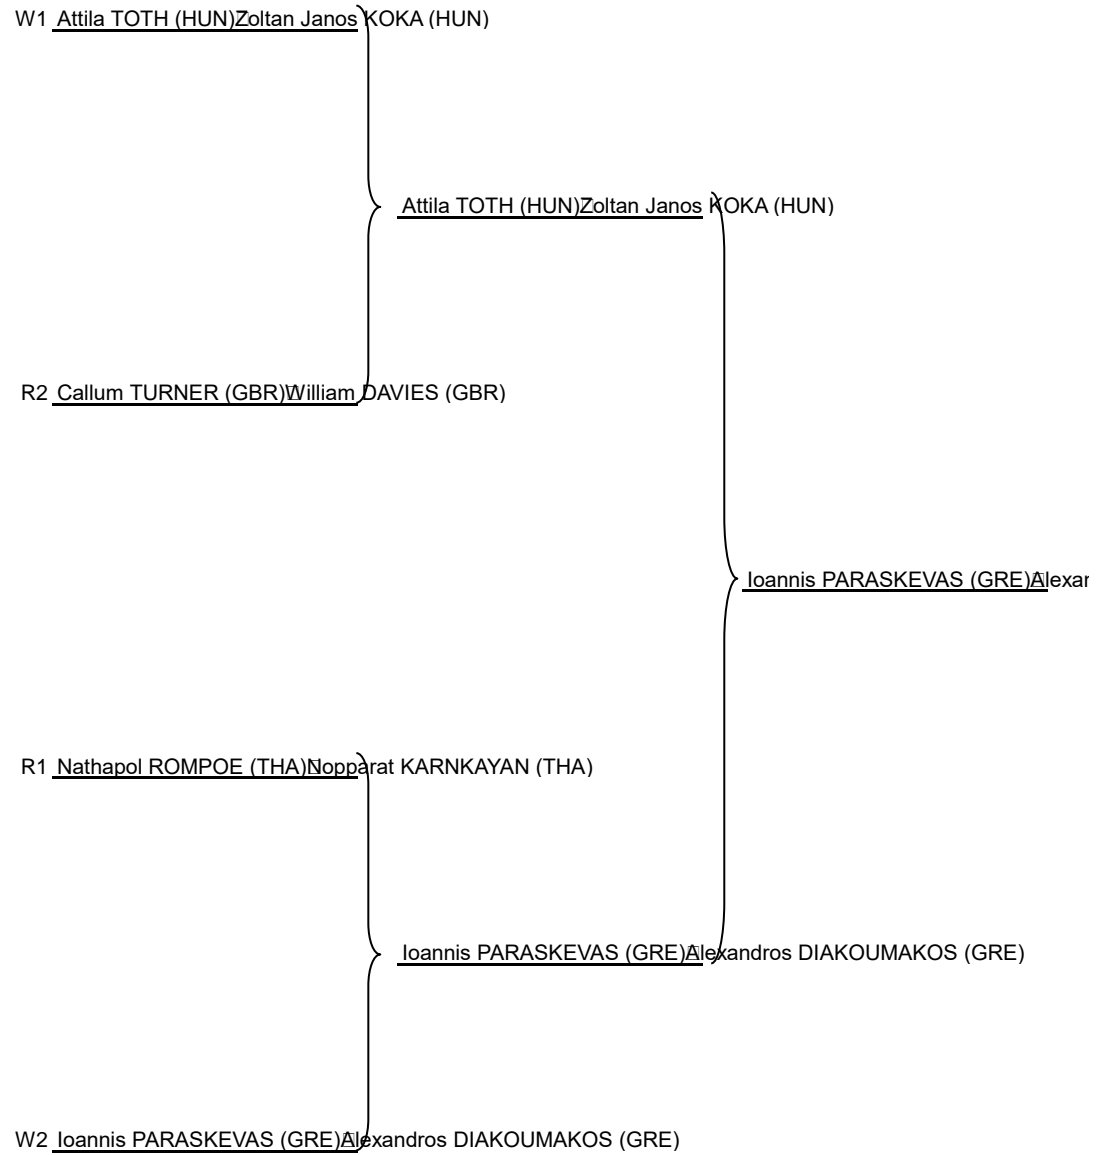 W1 Attila TOTH (HUN)Zoltan Janos KOKA (HUN)
Attila TOTH (HUN)Zoltan Janos KOKA (HUN)
R2 Callum TURNER (GBR)William DAVIES (GBR)
Ioannis PARASKEVAS (GRE)Alexan
R1 Nathapol ROMPOE (THA)Nopparat KARNKAYAN (THA)
Ioannis PARASKEVAS (GRE)Alexandros DIAKOUMAKOS (GRE)
W2 Ioannis PARASKEVAS (GRE)Alexandros DIAKOUMAKOS (GRE)